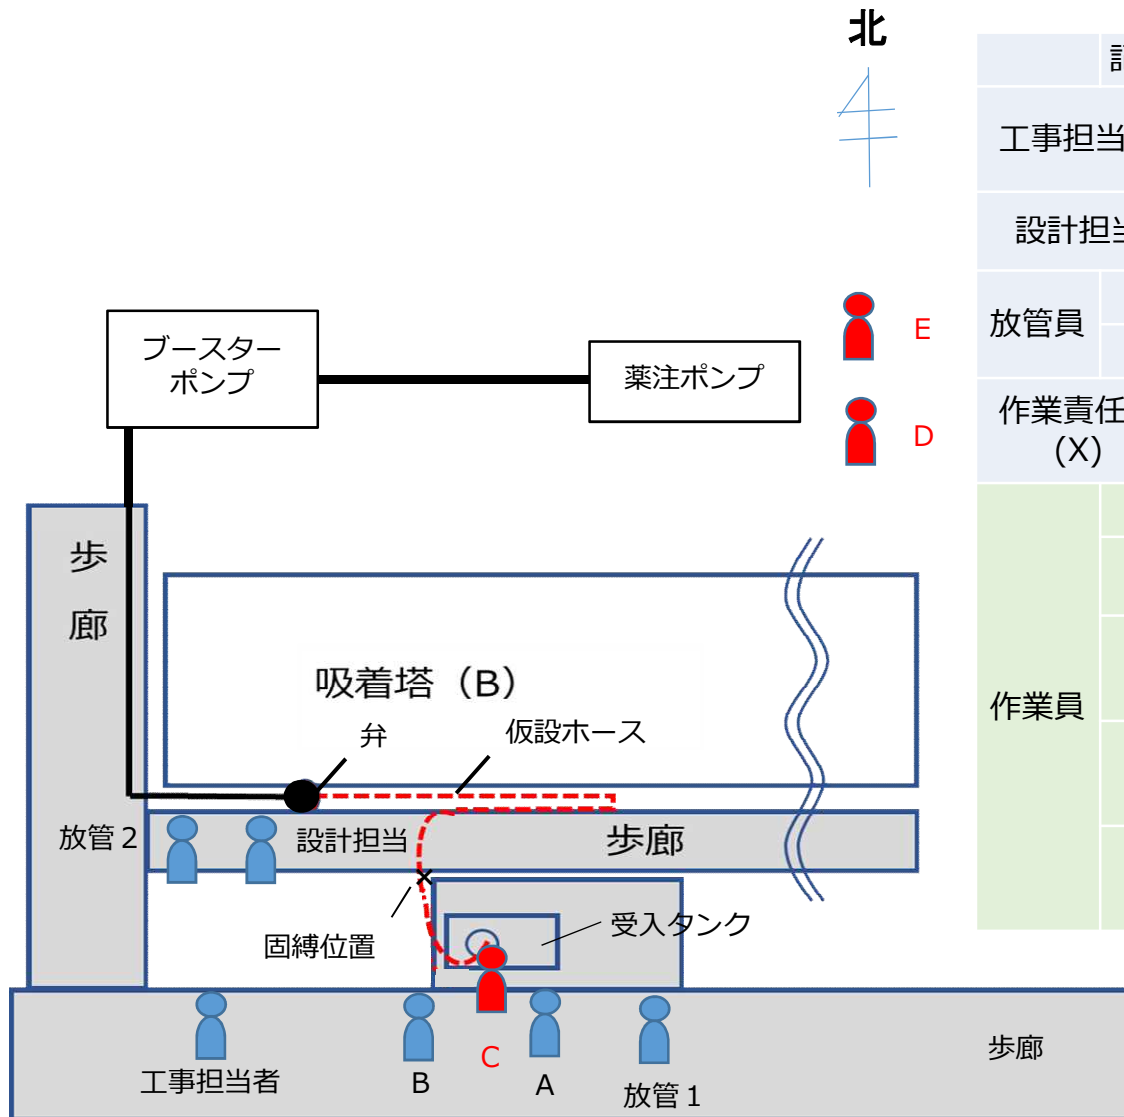 北
工事担当
設計担当
放管員
作業責任
(X)
作業員
E
D
ブースター
ポンプ
薬注ポンプ
歩
廊
吸着塔（B）
弁
仮設ホース
放管２
設計担当
歩廊
固縛位置
受入タンク
工事担当者
B
C
A
放管１
歩廊